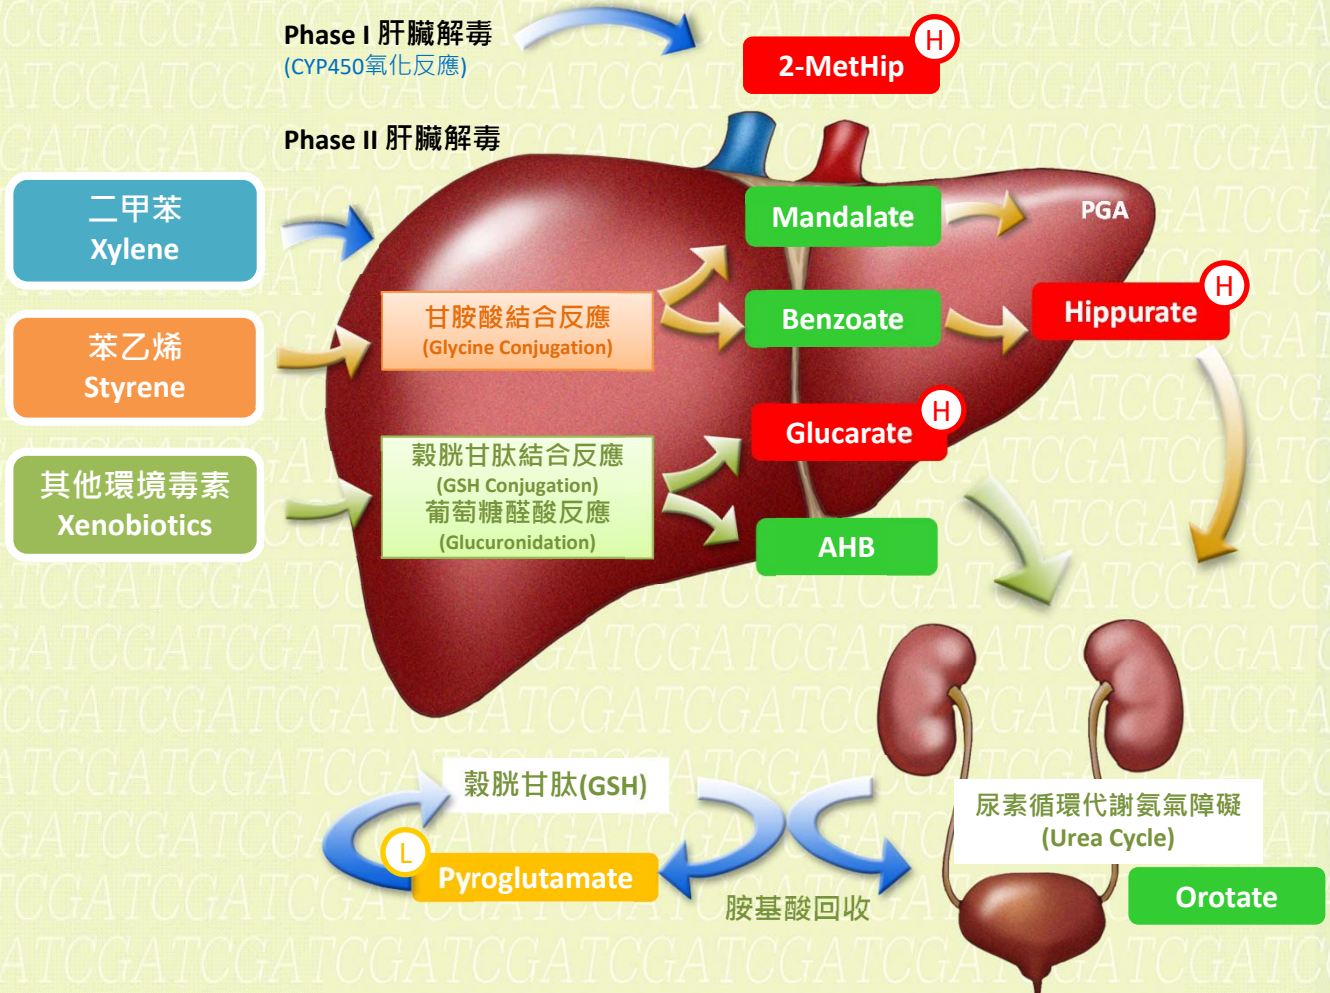 Phase I 肝臟解毒
(CYP450氧化反應)
H
2-MetHip
Phase II 肝臟解毒
二甲苯
Xylene
Mandalate
PGA
苯乙烯
Styrene
甘胺酸結合反應
(Glycine Conjugation)
Benzoate
H
Hippurate
其他環境毒素
Xenobiotics
穀胱甘肽結合反應
(GSH Conjugation)
葡萄糖醛酸反應
(Glucuronidation)
H
Glucarate
AHB
穀胱甘肽(GSH)
L
Pyroglutamate
胺基酸回收
尿素循環代謝氨氣障礙
(Urea Cycle)
Orotate
GATCGATCGATCGATCGATCGATC